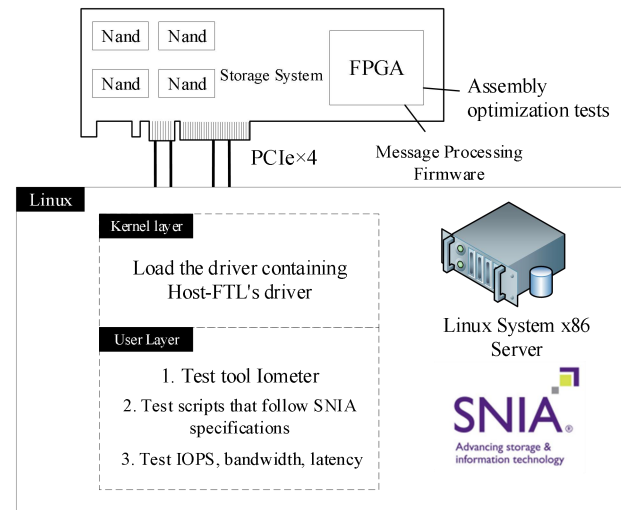 Nand
Nand
Nand
Nand
Storage System
FPGA
Assembly
optimization tests
PCIe×4
Message Processing
Firmware
Linux
Kernel layer
Load the driver containing
Host-FTL's driver
User Layer
1. Test tool Iometer
2. Test scripts that follow SNIA
specifications
3. Test IOPS, bandwidth, latency
Linux System x86
Server
SNIA®
Advancing storage &
information technology